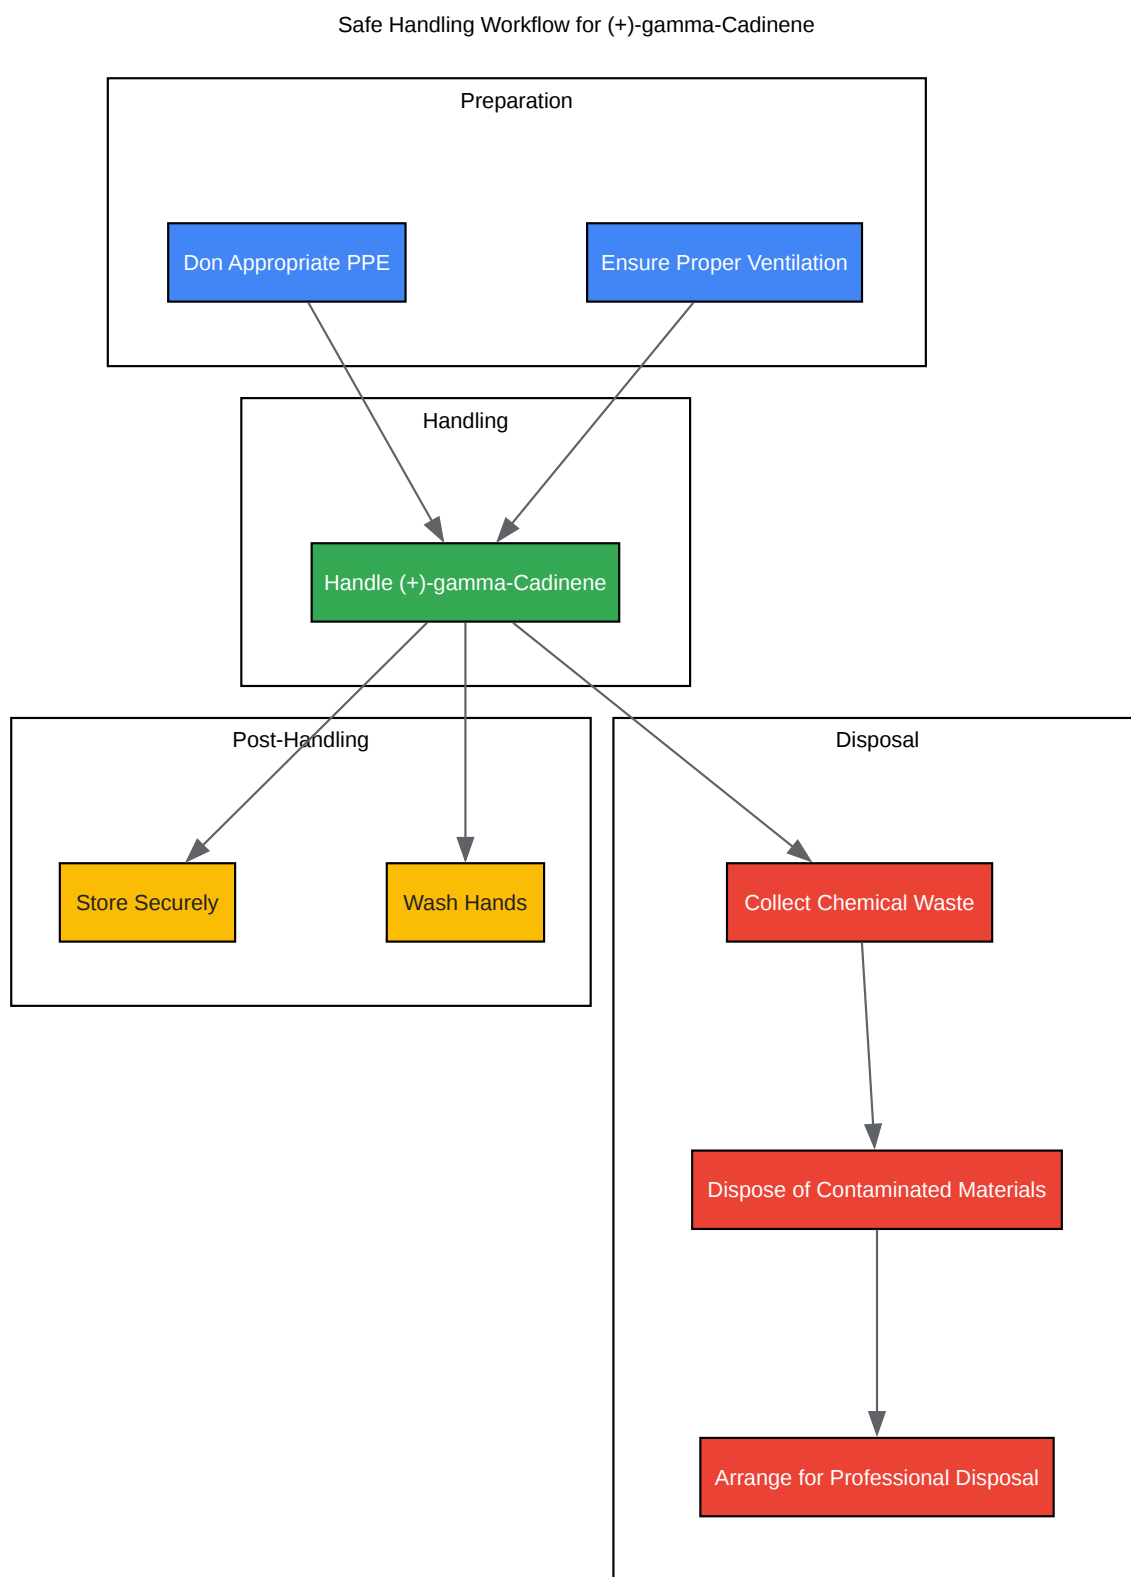 Safe Handling Workflow for (+)-gamma-Cadinene
Preparation
Don Appropriate PPE
Ensure Proper Ventilation
Handling
Handle (+)-gamma-Cadinene
Post-Handling
Store Securely
Wash Hands
Disposal
Collect Chemical Waste
Dispose of Contaminated Materials
Arrange for Professional Disposal